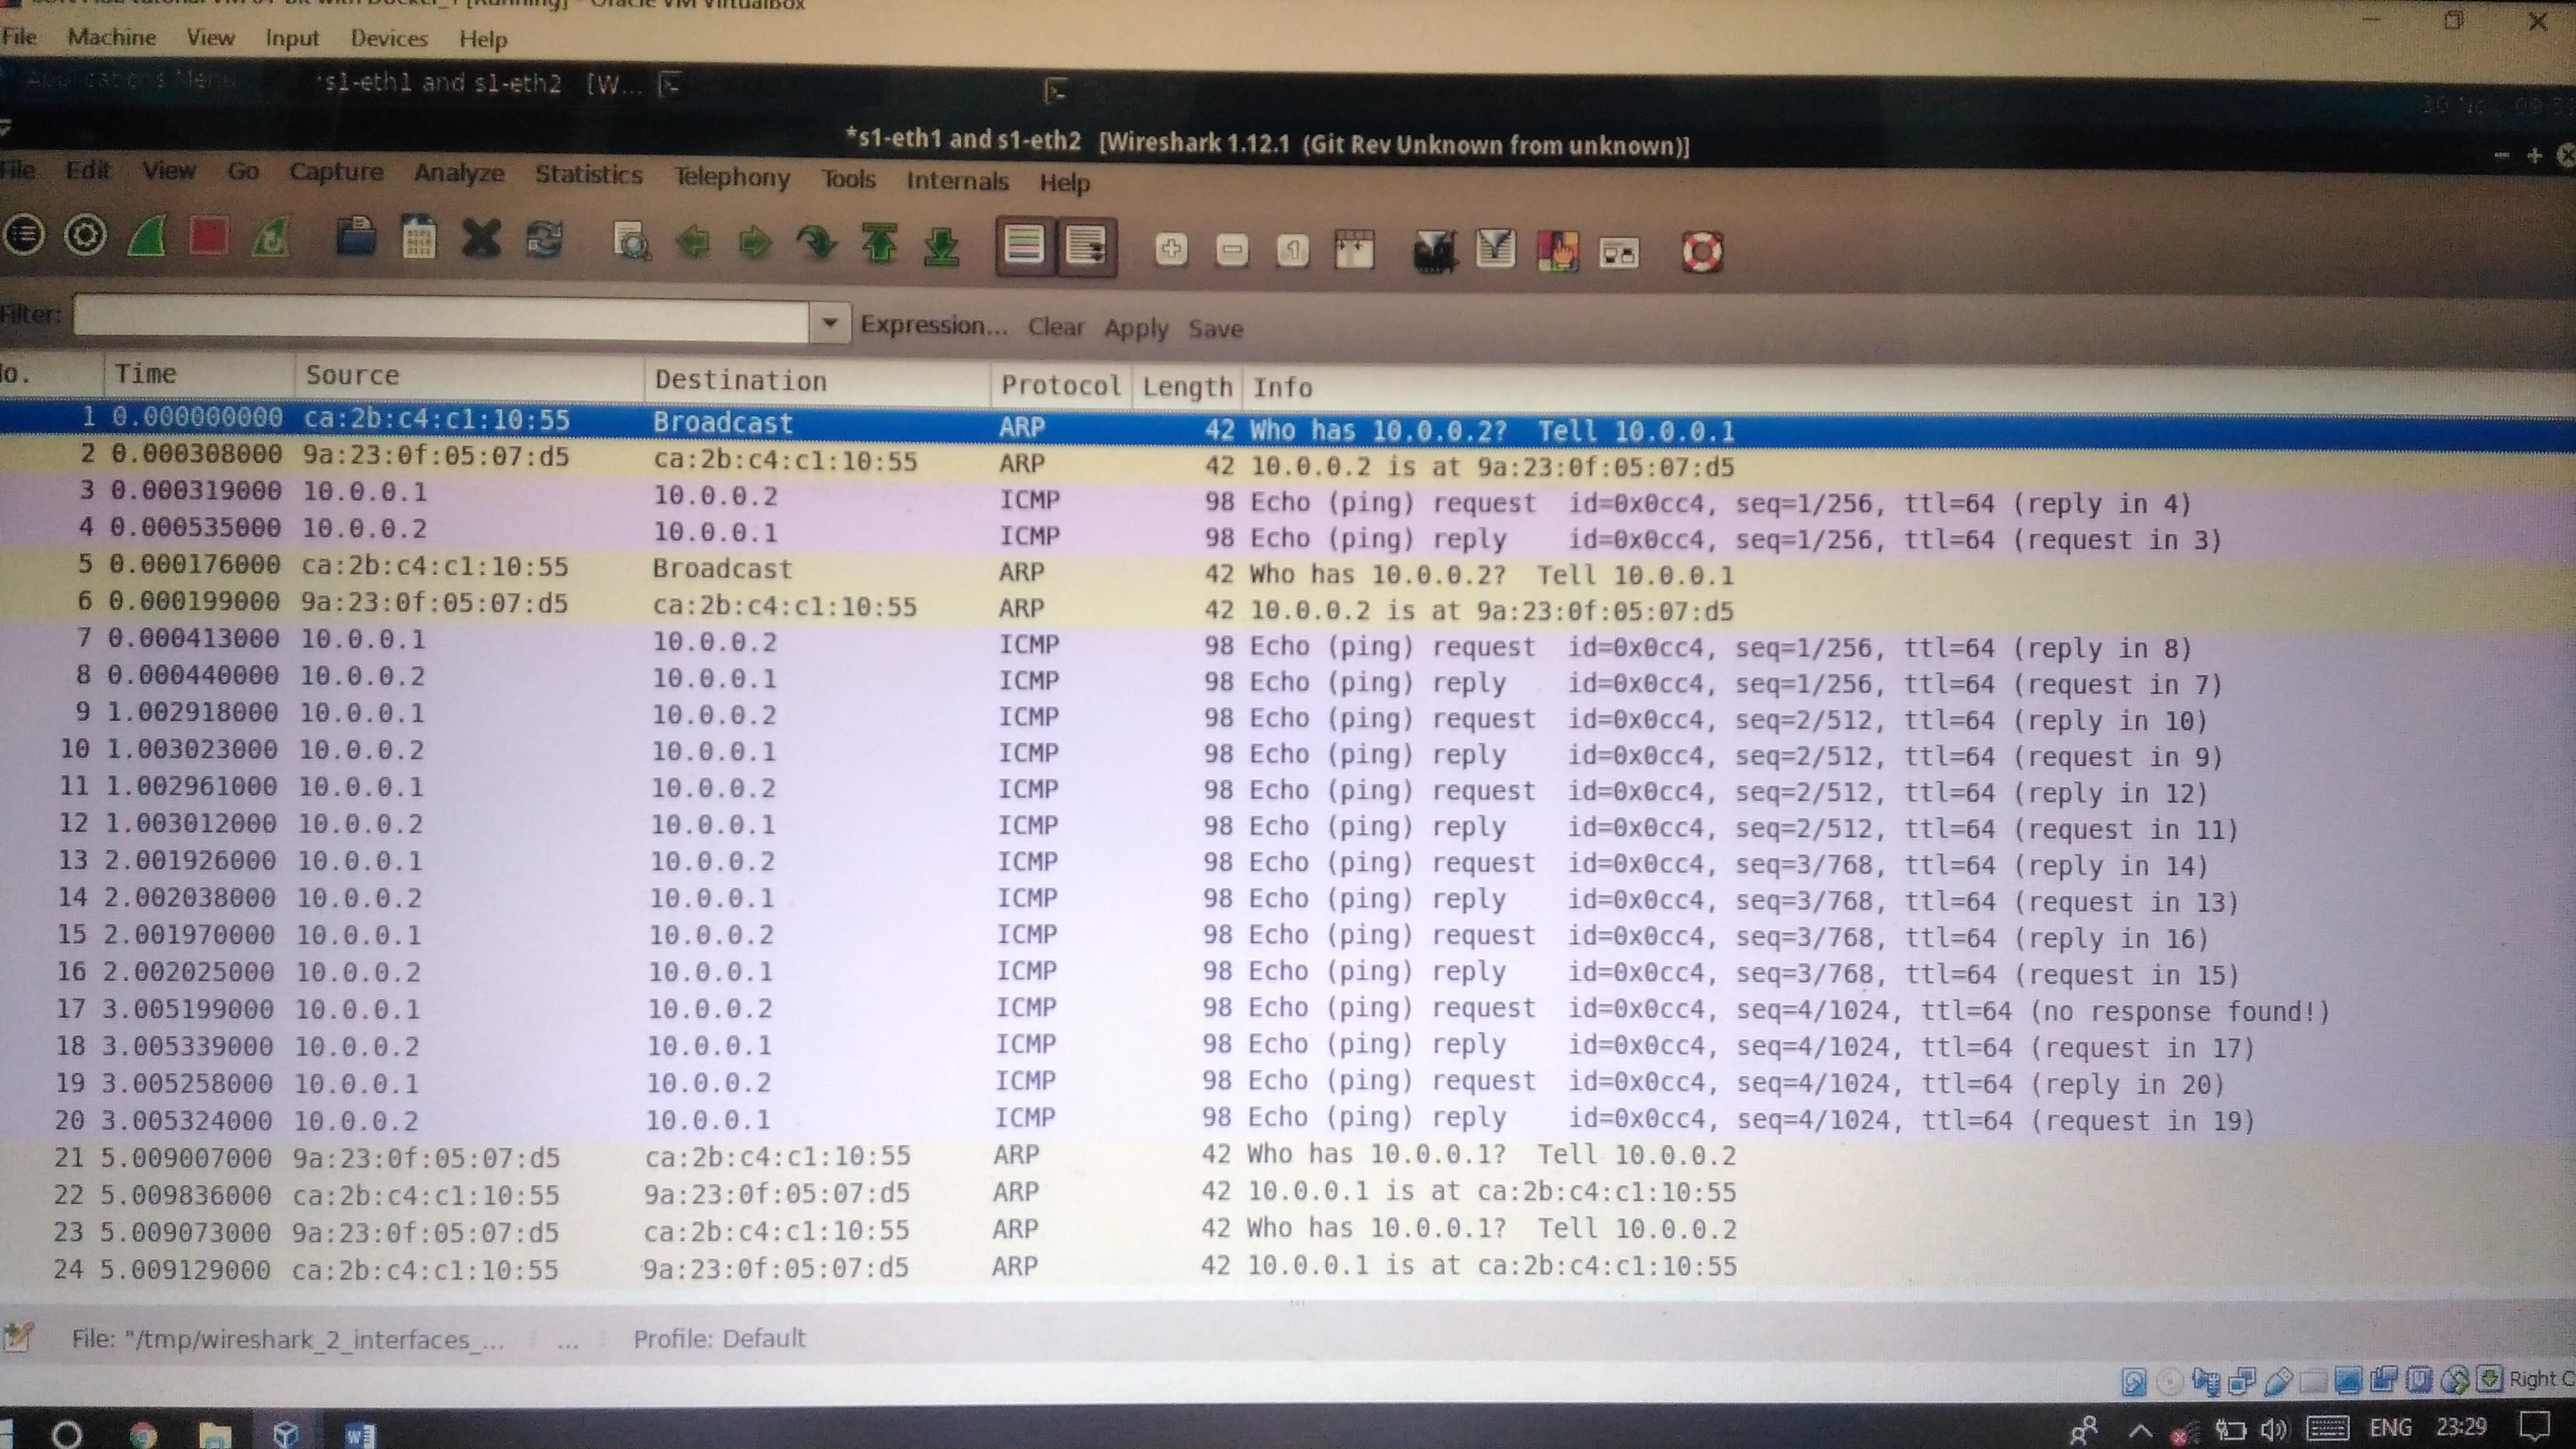 File Machine View Input Devices Help
Applications Menu *s1-eth1 and s1-eth2 [W...
*s1-eth1 and s1-eth2 [Wireshark 1.12.1 (Git Rev Unknown from unknown)]
File Edit View Go Capture Analyze Statistics Telephony Tools Internals Help
Filter: Expression... Clear Apply Save
No. Time Source Destination Protocol Length Info
1 0.000000000 ca:2b:c4:c1:10:55 Broadcast ARP 42 Who has 10.0.0.2? Tell 10.0.0.1
2 0.000308000 9a:23:0f:05:07:d5 ca:2b:c4:c1:10:55 ARP 42 10.0.0.2 is at 9a:23:0f:05:07:d5
3 0.000319000 10.0.0.1 10.0.0.2 ICMP 98 Echo (ping) request id=0x0cc4, seq=1/256, ttl=64 (reply in 4)
4 0.000535000 10.0.0.2 10.0.0.1 ICMP 98 Echo (ping) reply id=0x0cc4, seq=1/256, ttl=64 (request in 3)
5 0.000176000 ca:2b:c4:c1:10:55 Broadcast ARP 42 Who has 10.0.0.2? Tell 10.0.0.1
6 0.000199000 9a:23:0f:05:07:d5 ca:2b:c4:c1:10:55 ARP 42 10.0.0.2 is at 9a:23:0f:05:07:d5
7 0.000413000 10.0.0.1 10.0.0.2 ICMP 98 Echo (ping) request id=0x0cc4, seq=1/256, ttl=64 (reply in 8)
8 0.000440000 10.0.0.2 10.0.0.1 ICMP 98 Echo (ping) reply id=0x0cc4, seq=1/256, ttl=64 (request in 7)
9 1.002918000 10.0.0.1 10.0.0.2 ICMP 98 Echo (ping) request id=0x0cc4, seq=2/512, ttl=64 (reply in 10)
10 1.003023000 10.0.0.2 10.0.0.1 ICMP 98 Echo (ping) reply id=0x0cc4, seq=2/512, ttl=64 (request in 9)
11 1.002961000 10.0.0.1 10.0.0.2 ICMP 98 Echo (ping) request id=0x0cc4, seq=2/512, ttl=64 (reply in 12)
12 1.003012000 10.0.0.2 10.0.0.1 ICMP 98 Echo (ping) reply id=0x0cc4, seq=2/512, ttl=64 (request in 11)
13 2.001926000 10.0.0.1 10.0.0.2 ICMP 98 Echo (ping) request id=0x0cc4, seq=3/768, ttl=64 (reply in 14)
14 2.002038000 10.0.0.2 10.0.0.1 ICMP 98 Echo (ping) reply id=0x0cc4, seq=3/768, ttl=64 (request in 13)
15 2.001970000 10.0.0.1 10.0.0.2 ICMP 98 Echo (ping) request id=0x0cc4, seq=3/768, ttl=64 (reply in 16)
16 2.002025000 10.0.0.2 10.0.0.1 ICMP 98 Echo (ping) reply id=0x0cc4, seq=3/768, ttl=64 (request in 15)
17 3.005199000 10.0.0.1 10.0.0.2 ICMP 98 Echo (ping) request id=0x0cc4, seq=4/1024, ttl=64 (no response found!)
18 3.005339000 10.0.0.2 10.0.0.1 ICMP 98 Echo (ping) reply id=0x0cc4, seq=4/1024, ttl=64 (request in 17)
19 3.005258000 10.0.0.1 10.0.0.2 ICMP 98 Echo (ping) request id=0x0cc4, seq=4/1024, ttl=64 (reply in 20)
20 3.005324000 10.0.0.2 10.0.0.1 ICMP 98 Echo (ping) reply id=0x0cc4, seq=4/1024, ttl=64 (request in 19)
21 5.009007000 9a:23:0f:05:07:d5 ca:2b:c4:c1:10:55 ARP 42 Who has 10.0.0.1? Tell 10.0.0.2
22 5.009836000 ca:2b:c4:c1:10:55 9a:23:0f:05:07:d5 ARP 42 10.0.0.1 is at ca:2b:c4:c1:10:55
23 5.009073000 9a:23:0f:05:07:d5 ca:2b:c4:c1:10:55 ARP 42 Who has 10.0.0.1? Tell 10.0.0.2
24 5.009129000 ca:2b:c4:c1:10:55 9a:23:0f:05:07:d5 ARP 42 10.0.0.1 is at ca:2b:c4:c1:10:55
File: "/tmp/wireshark_2_interfaces_... ... Profile: Default
Right C
ENG 23:29